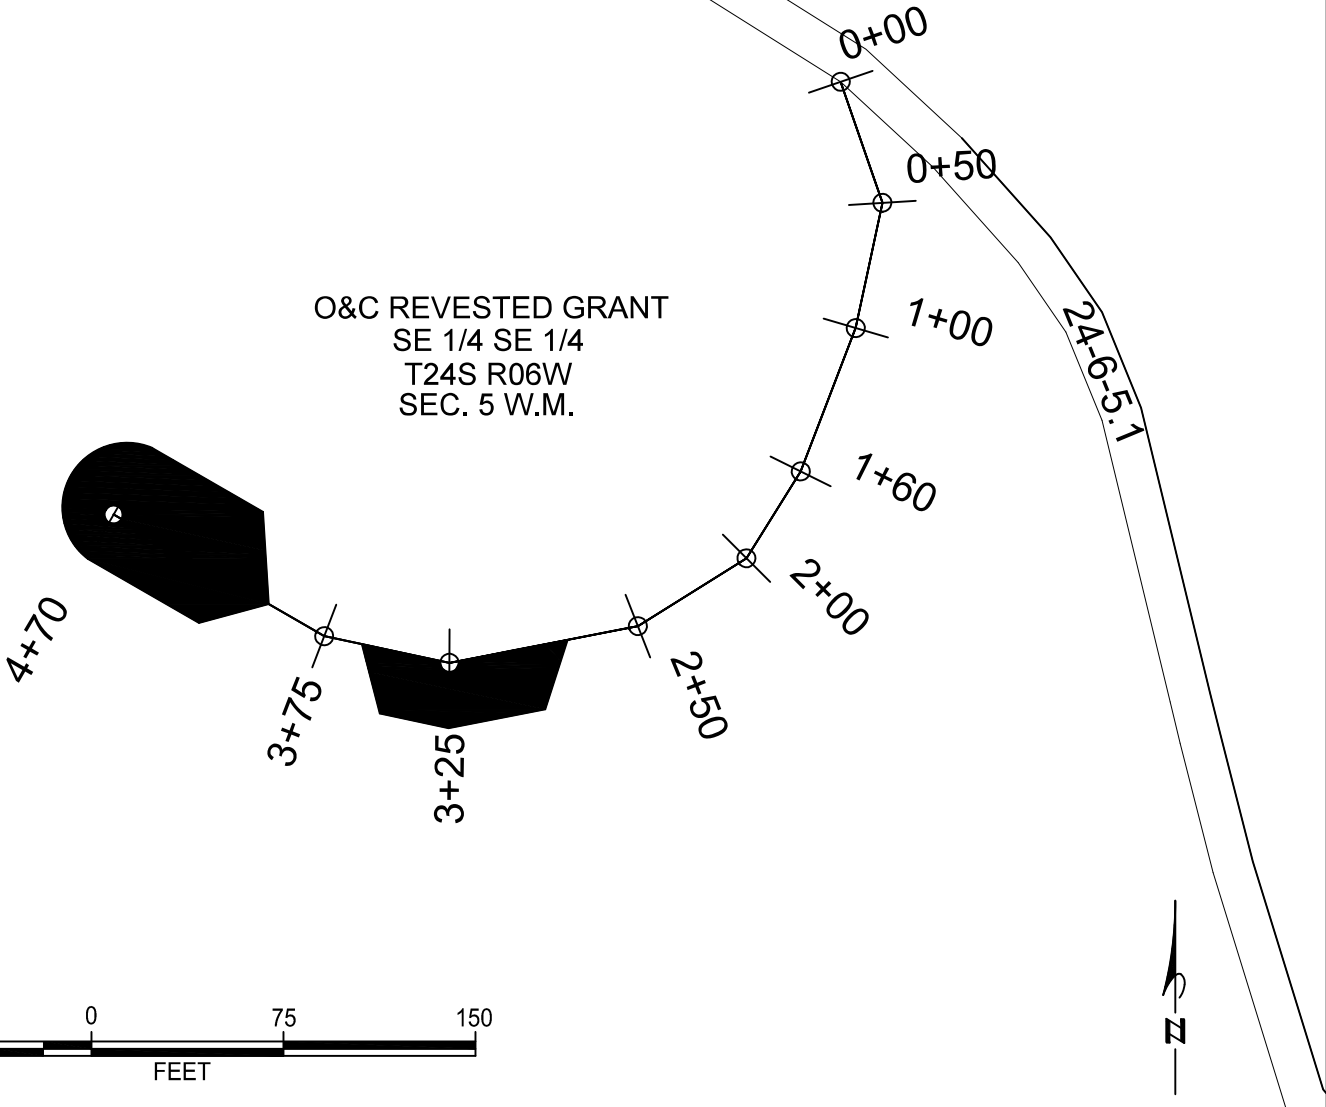 0+00
0+50
1+00
O&C REVESTED GRANT
SE 1/4 SE 1/4
T24S R06W
SEC. 5 W.M.
24-6-5.1
1+60
2+00
2+50
4+70
3+75
3+25
0 75 150
FEET
S
N